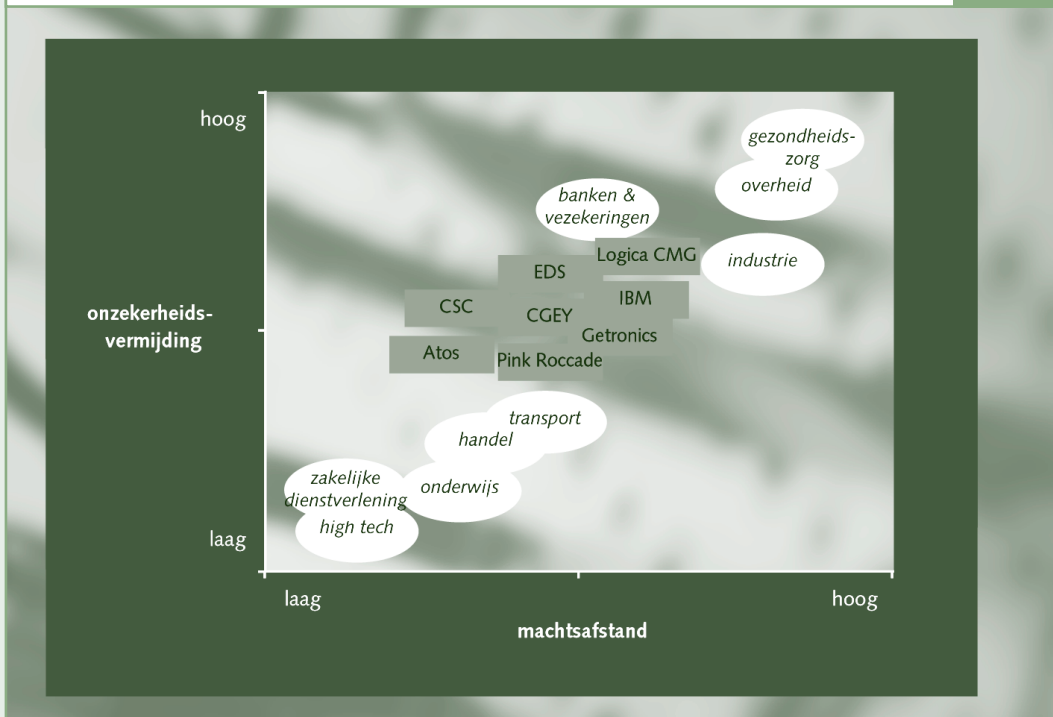 hoog
gezondheids-
zorg
overheid
banken &
vezekeringen
Logica CMG
industrie
EDS
IBM
CSC
CGEY
onzekerheids-
vermijding
Getronics
Atos
Pink Roccade
transport
handel
zakelijke
dienstverlening
onderwijs
high tech
laag
laag
hoog
machtsafstand